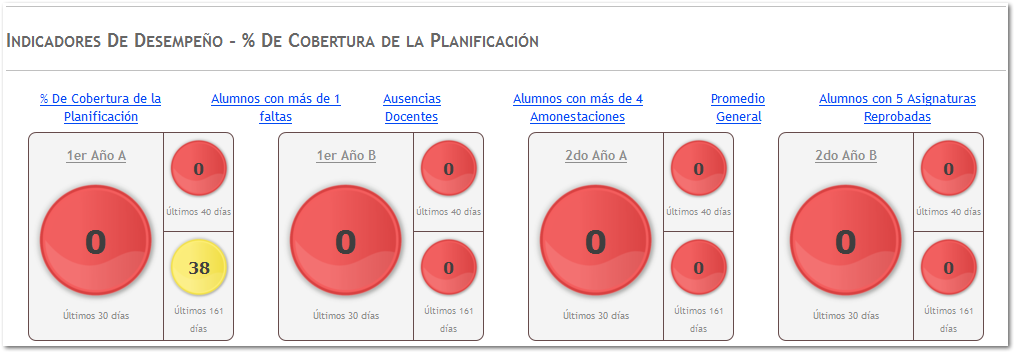 Indicadores De Desempeño - % De Cobertura de la Planificación
% De Cobertura de la Planificación
Alumnos con más de 1 faltas
Ausencias Docentes
Alumnos con más de 4 Amonestaciones
Promedio General
Alumnos con 5 Asignaturas Reprobadas
1er Año A
0
Últimos 30 días
0
Últimos 40 días
38
Últimos 161 días
1er Año B
0
Últimos 30 días
0
Últimos 40 días
0
Últimos 161 días
2do Año A
0
Últimos 30 días
0
Últimos 40 días
0
Últimos 161 días
2do Año B
0
Últimos 30 días
0
Últimos 40 días
0
Últimos 161 días